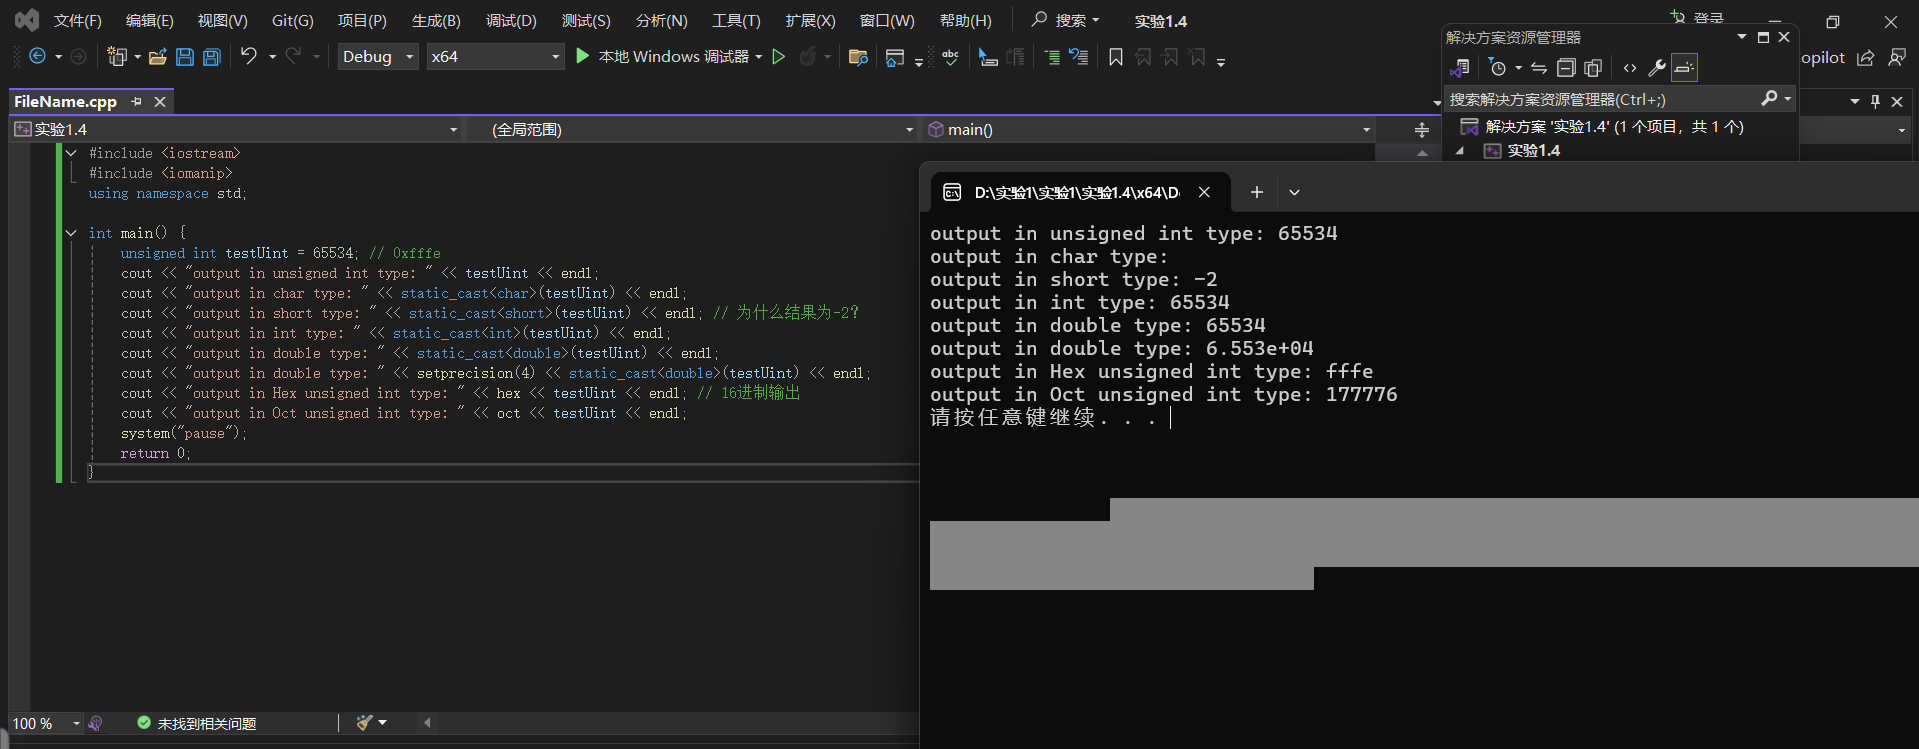 文件(F) 编辑(E) 视图(V) Git(G) 项目(P) 生成(B) 调试(D) 测试(S) 分析(N) 工具(T) 扩展(X) 窗口(W) 帮助(H) 搜索 实验1.4 登录
Debug x64 本地 Windows 调试器 opilot
FileName.cpp
实验1.4 (全局范围) main()
#include <iostream>
#include <iomanip>
using namespace std;
int main() {
unsigned int testUint = 65534; // 0xfffe
cout << "output in unsigned int type: " << testUint << endl;
cout << "output in char type: " << static_cast<char>(testUint) << endl;
cout << "output in short type: " << static_cast<short>(testUint) << endl; // 为什么结果为-2?
cout << "output in int type: " << static_cast<int>(testUint) << endl;
cout << "output in double type: " << static_cast<double>(testUint) << endl;
cout << "output in double type: " << setprecision(4) << static_cast<double>(testUint) << endl;
cout << "output in Hex unsigned int type: " << hex << testUint << endl; // 16进制输出
cout << "output in Oct unsigned int type: " << oct << testUint << endl;
system("pause");
return 0;
}
100 % 未找到相关问题
解决方案资源管理器
搜索解决方案资源管理器(Ctrl+;)
解决方案 '实验1.4' (1 个项目，共 1 个)
实验1.4
D:\实验1\实验1\实验1.4\x64\D
output in unsigned int type: 65534
output in char type:
output in short type: -2
output in int type: 65534
output in double type: 65534
output in double type: 6.553e+04
output in Hex unsigned int type: fffe
output in Oct unsigned int type: 177776
请按任意键继续. . .